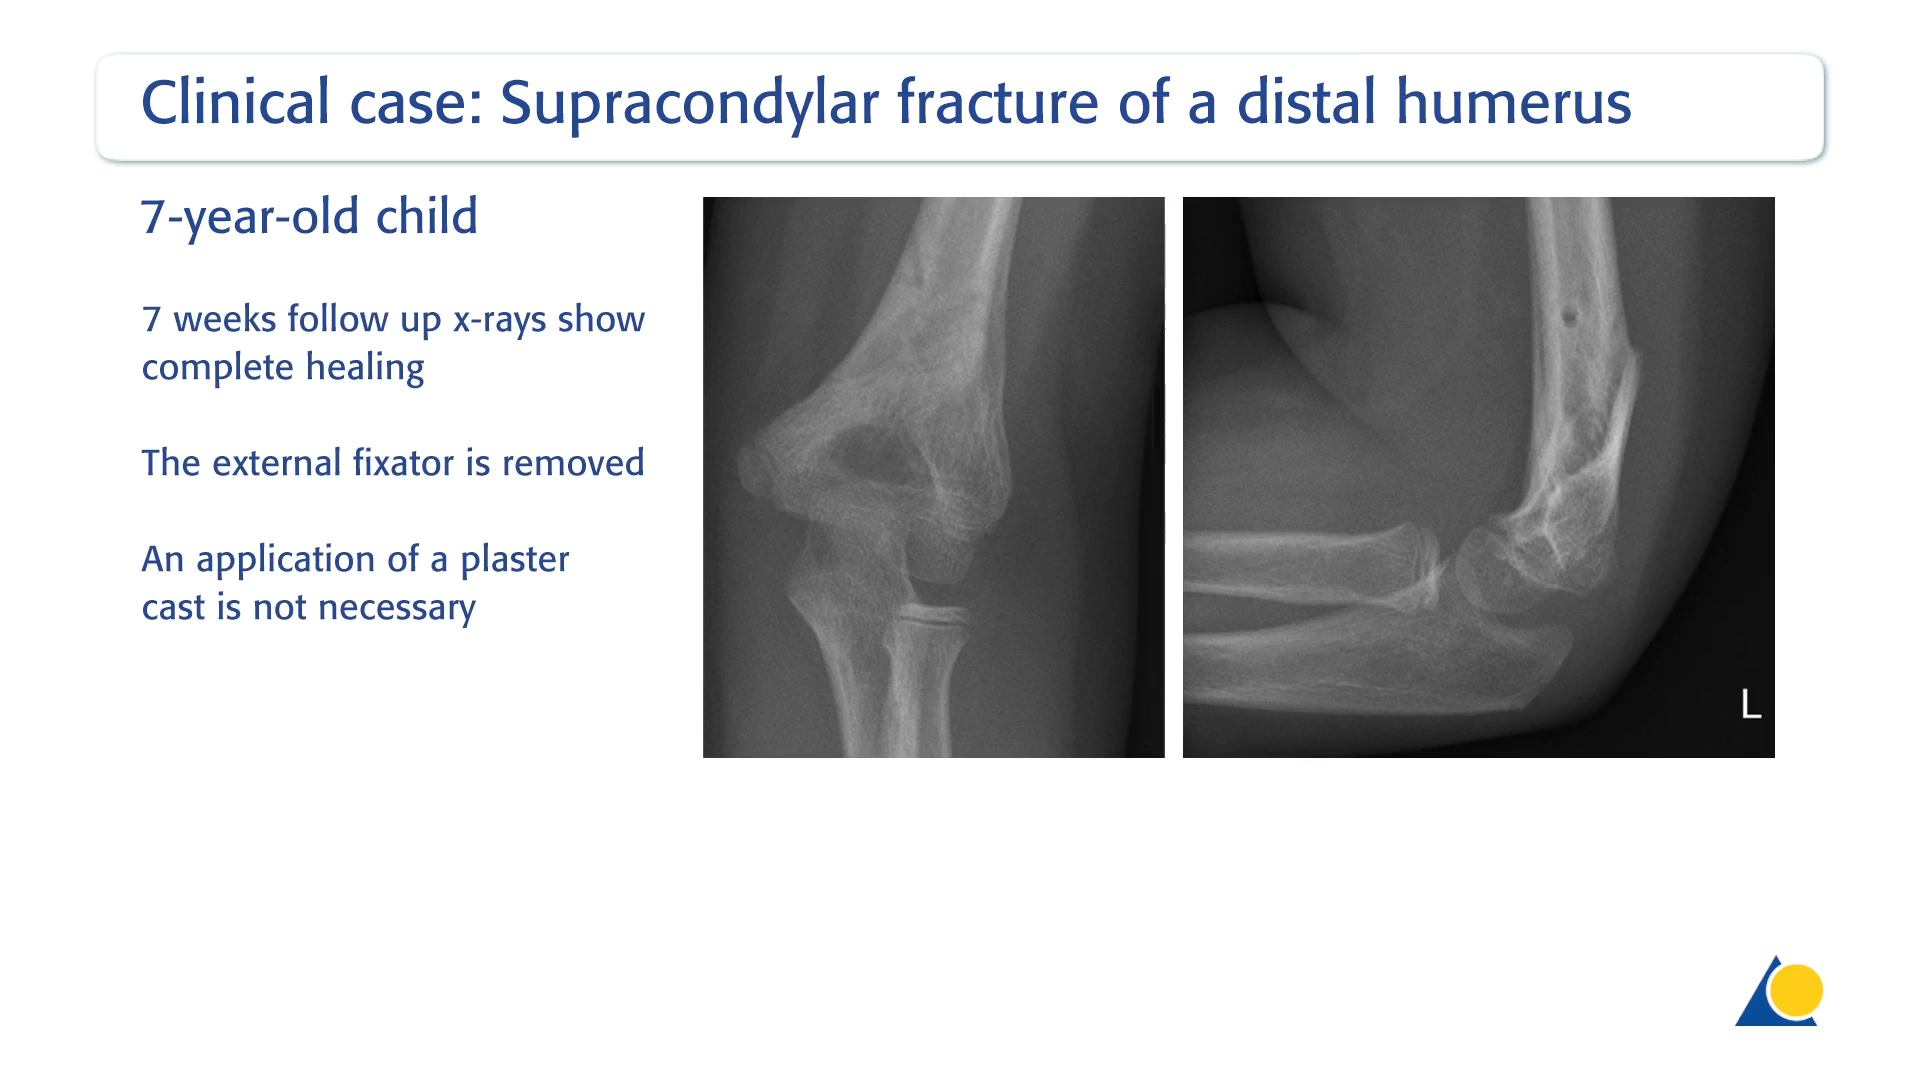 Clinical case: Supracondylar fracture of a distal humerus
7-year-old child
7 weeks follow up x-rays show
complete healing
The external fixator is removed
An application of a plaster
cast is not necessary
L